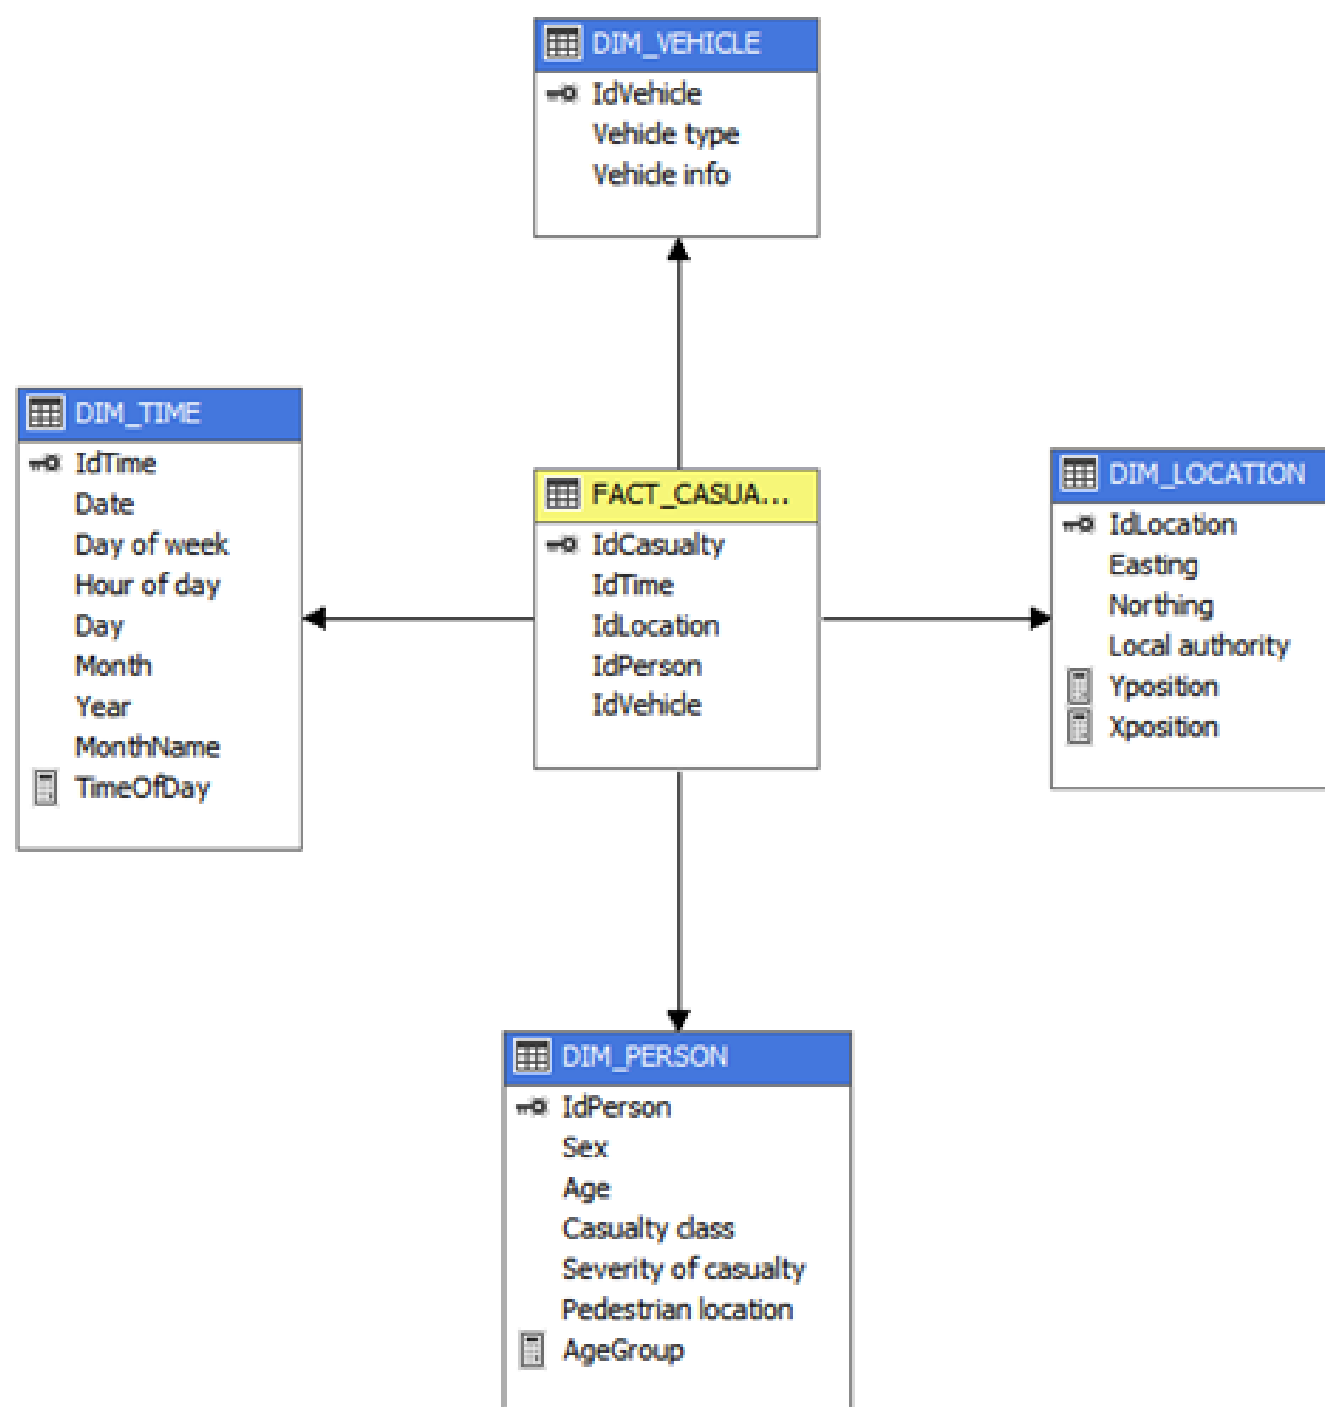 DIM_VEHICLE
IdVehicle
Vehicle type
Vehicle info
DIM_TIME
IdTime
Date
Day of week
Hour of day
Day
Month
Year
MonthName
TimeOfDay
FACT_CASUA...
IdCasualty
IdTime
IdLocation
IdPerson
IdVehicle
DIM_LOCATION
IdLocation
Easting
Northing
Local authority
Yposition
Xposition
DIM_PERSON
IdPerson
Sex
Age
Casualty class
Severity of casualty
Pedestrian location
AgeGroup